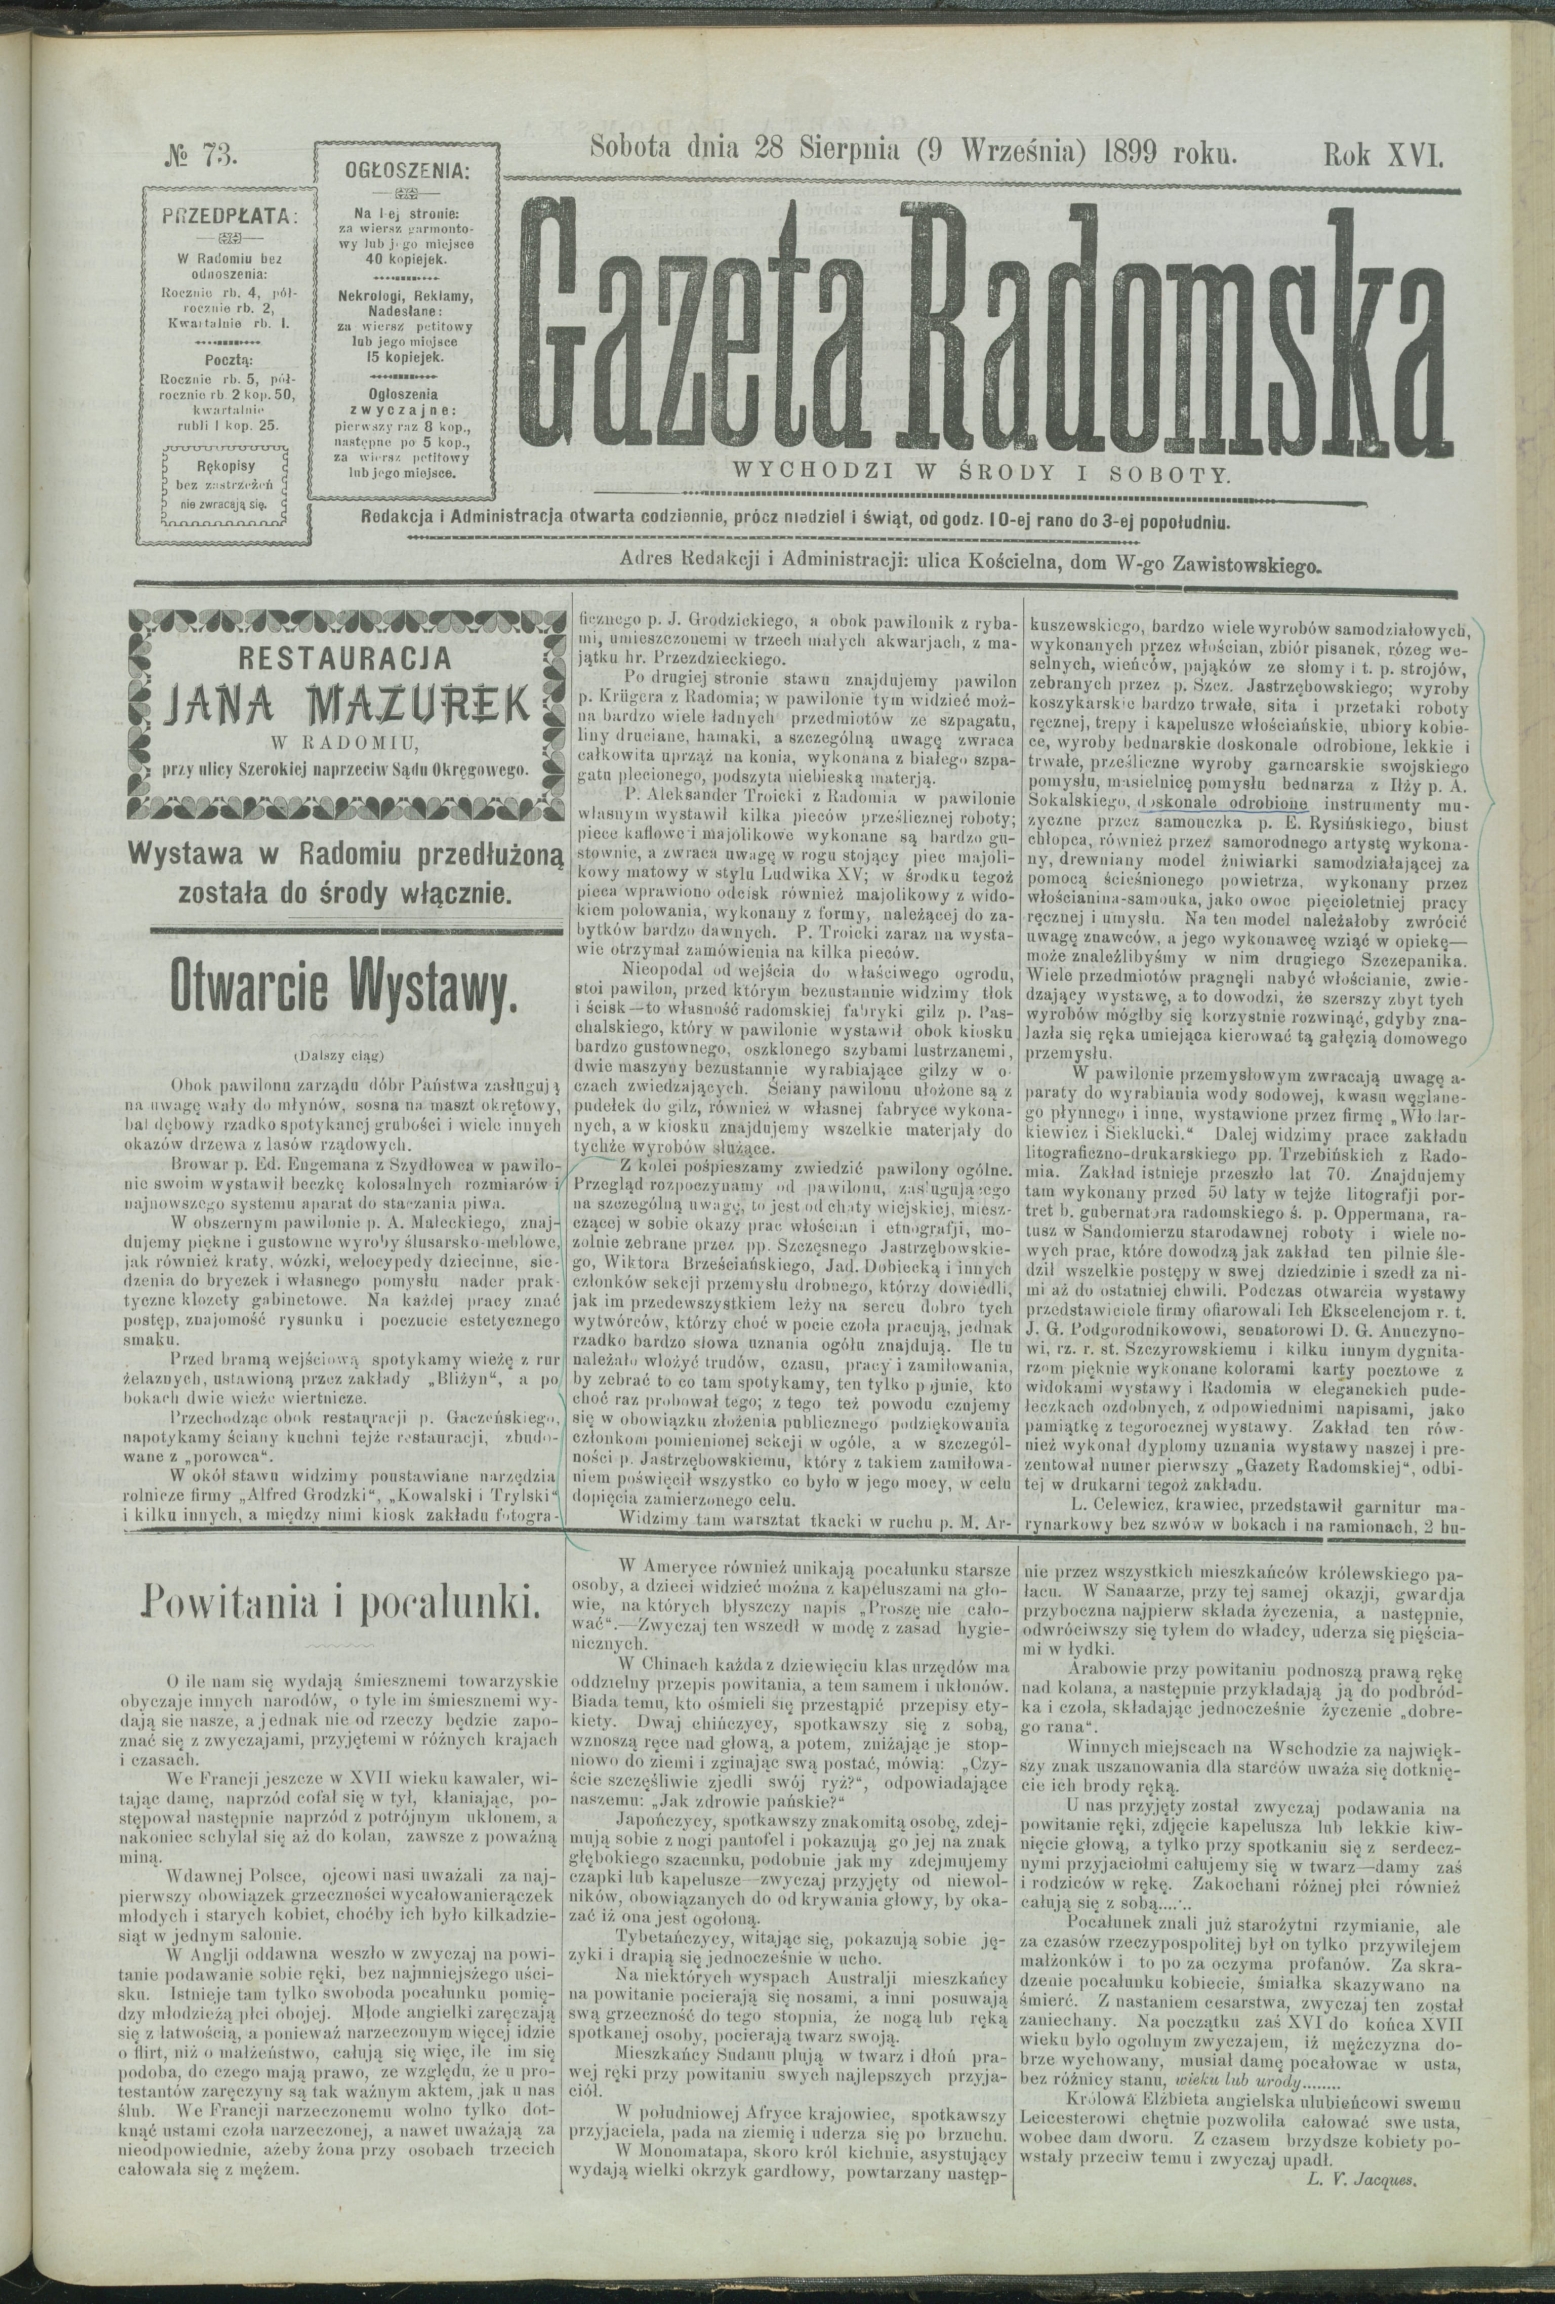 № 73.
Sobota dnia 28 Sierpnia (9 Września) 1899 roku.
Rok XVI.
PRZEDPŁATA:
W Radomiu bez
odnoszenia:
Rocznie rb. 4, pół-
rocznie rb. 2,
Kwartalnie rb. 1.
Pocztą:
Rocznie rb. 5, pół-
rocznie rb. 2 kop. 50,
kwartalnie
rubli 1 kop. 25.
Rękopisy
bez zastrzeżeń
nie zwracają się.
OGŁOSZENIA:
Na I-ej stronie:
za wiersz garmonto-
wy lub jego miejsce
40 kopiejek.
Nekrologi, Reklamy,
Nadesłane:
za wiersz petitowy
lub jego miejsce
15 kopiejek.
Ogłoszenia
zwyczajne:
pierwszy raz 8 kop.,
następne po 5 kop.,
za wiersz petitowy
lub jego miejsce.
Gazeta Radomska
WYCHODZI W ŚRODY I SOBOTY.
Redakcja i Administracja otwarta codziennie, prócz niedziel i świąt, od godz. 10-ej rano do 3-ej popołudniu.
Adres Redakcji i Administracji: ulica Kościelna, dom W-go Zawistowskiego.
RESTAURACJA
JANA MAZUREK
W RADOMIU,
przy ulicy Szerokiej naprzeciw Sądu Okręgowego.
Wystawa w Radomiu przedłużoną
została do środy włącznie.
Otwarcie Wystawy.
(Dalszy ciąg)
Obok pawilonu zarządu dóbr Państwa zasługują
na uwagę wały do młynów, sosna na maszt okrętowy,
bal dębowy rzadko spotykanej grubości i wiele innych
okazów drzewa z lasów rządowych.
Browar p. Ed. Engemana z Szydłowca w pawilo-
nie swoim wystawił beczkę kolosalnych rozmiarów i
najnowszego systemu aparat do staczania piwa.
W obszernym pawilonie p. A. Małeckiego, znaj-
dujemy piękne i gustowne wyroby ślusarsko-meblowe,
jak również kraty, wózki, welocypedy dziecinne, sie-
dzenia do bryczek i własnego pomysłu nader prak-
tyczne klozety gabinetowe. Na każdej pracy znać
postęp, znajomość rysunku i poczucie estetycznego
smaku.
Przed bramą wejściową spotykamy wieżę z rur
żelaznych, ustawioną przez zakłady „Bliżyn“, a po
bokach dwie wieże wiertnicze.
Przechodząc obok restauracji p. Gaczeńskiego,
napotykamy ściany kuchni tejże restauracji, zbudo-
wane z „porowca“.
W okół stawu widzimy poustawiane narzędzia
rolnicze firmy „Alfred Grodzki“, „Kowalski i Trylski“
i kilku innych, a między nimi kiosk zakładu fotogra-
ficznego p. J. Grodzickiego, a obok pawilonik z ryba-
mi, umieszczonemi w trzech małych akwarjach, z ma-
jątku hr. Przezdzieckiego.
Po drugiej stronie stawu znajdujemy pawilon
p. Krügera z Radomia; w pawilonie tym widzieć moż-
na bardzo wiele ładnych przedmiotów ze szpagatu,
liny druciane, hamaki, a szczególną uwagę zwraca
całkowita uprząż na konia, wykonana z białego szpa-
gatu plecionego, podszyta niebieską materją.
P. Aleksander Troicki z Radomia w pawilonie
własnym wystawił kilka pieców prześlicznej roboty;
piece kaflowe i majolikowe wykonane są bardzo gu-
stownie, a zwraca uwagę w rogu stojący piec majoli-
kowy matowy w stylu Ludwika XV; w środku tegoż
pieca wprawiono odcisk również majolikowy z wido-
kiem polowania, wykonany z formy, należącej do za-
bytków bardzo dawnych. P. Troicki zaraz na wysta-
wie otrzymał zamówienia na kilka pieców.
Nieopodal od wejścia do właściwego ogrodu,
stoi pawilon, przed którym bezustannie widzimy tłok
i ścisk—to własność radomskiej fabryki gilz p. Pas-
chalskiego, który w pawilonie wystawił obok kiosku
bardzo gustownego, oszklonego szybami lustrzanemi,
dwie maszyny bezustannie wyrabiające gilzy w o-
czach zwiedzających. Ściany pawilonu ułożone są z
pudełek do gilz, również w własnej fabryce wykona-
nych, a w kiosku znajdujemy wszelkie materjały do
tychże wyrobów służące.
Z kolei pośpieszamy zwiedzić pawilony ogólne.
Przegląd rozpoczynamy od pawilonu, zasługującego
na szczególną uwagę, to jest od chaty wiejskiej, miesz-
czącej w sobie okazy prac włościan i etnografji, mo-
zolnie zebrane przez pp. Szczęsnego Jastrzębowskie-
go, Wiktora Brześciańskiego, Jad. Dobiecką i innych
członków sekcji przemysłu drobnego, którzy dowiedli,
jak im przedewszystkiem leży na sercu dobro tych
wytwórców, którzy choć w pocie czoła pracują, jednak
rzadko bardzo słowa uznania ogółu znajdują. Ile tu
należało włożyć trudów, czasu, pracy i zamiłowania,
by zebrać to co tam spotykamy, ten tylko pojmie, kto
choć raz probował tego; z tego też powodu czujemy
się w obowiązku złożenia publicznego podziękowania
członkom pomienionej sekcji w ogóle, a w szczegól-
ności p. Jastrzębowskiemu, który z takiem zamiłowa-
niem poświęcił wszystko co było w jego mocy, w celu
dopięcia zamierzonego celu.
Widzimy tam warsztat tkacki w ruchu p. M. Ar-
kuszewskiego, bardzo wiele wyrobów samodziałowych,
wykonanych przez włościan, zbiór pisanek, rózeg we-
selnych, wieńców, pająków ze słomy i t. p. strojów,
zebranych przez p. Szcz. Jastrzębowskiego; wyroby
koszykarskie bardzo trwałe, sita i przetaki roboty
ręcznej, trepy i kapelusze włościańskie, ubiory kobie-
ce, wyroby bednarskie doskonale odrobione, lekkie i
trwałe, prześliczne wyroby garncarskie swojskiego
pomysłu, masielnicę pomysłu bednarza z Iłży p. A.
Sokalskiego, doskonale odrobione instrumenty mu-
zyczne przez samouczka p. E. Rysińskiego, biust
chłopca, również przez samorodnego artystę wykona-
ny, drewniany model żniwiarki samodziałającej za
pomocą ścieśnionego powietrza, wykonany przez
włościanina-samouka, jako owoc pięcioletniej pracy
ręcznej i umysłu. Na ten model należałoby zwrócić
uwagę znawców, a jego wykonawcę wziąć w opiekę—
może znaleźlibyśmy w nim drugiego Szczepanika.
Wiele przedmiotów pragnęli nabyć włościanie, zwie-
dzający wystawę, a to dowodzi, że szerszy zbyt tych
wyrobów mógłby się korzystnie rozwinąć, gdyby zna-
lazła się ręka umiejąca kierować tą gałęzią domowego
przemysłu.
W pawilonie przemysłowym zwracają uwagę a-
paraty do wyrabiania wody sodowej, kwasu węglane-
go płynnego i inne, wystawione przez firmę „Włodar-
kiewicz i Sieklucki.“ Dalej widzimy prace zakładu
litograficzno-drukarskiego pp. Trzebińskich z Rado-
mia. Zakład istnieje przeszło lat 70. Znajdujemy
tam wykonany przed 50 laty w tejże litografji por-
tret b. gubernatora radomskiego ś. p. Oppermana, ra-
tusz w Sandomierzu starodawnej roboty i wiele no-
wych prac, które dowodzą jak zakład ten pilnie śle-
dził wszelkie postępy w swej dziedzinie i szedł za ni-
mi aż do ostatniej chwili. Podczas otwarcia wystawy
przedstawiciele firmy ofiarowali Ich Ekscelencjom r. t.
J. G. Podgorodnikowowi, senatorowi D. G. Anuczyno-
wi, rz. r. st. Szczyrowskiemu i kilku innym dygnita-
rzom pięknie wykonane kolorami karty pocztowe z
widokami wystawy i Radomia w eleganckich pude-
łeczkach ozdobnych, z odpowiednimi napisami, jako
pamiątkę z tegorocznej wystawy. Zakład ten rów-
nież wykonał dyplomy uznania wystawy naszej i pre-
zentował numer pierwszy „Gazety Radomskiej“, odbi-
tej w drukarni tegoż zakładu.
L. Celewicz, krawiec, przedstawił garnitur ma-
rynarkowy bez szwów w bokach i na ramionach, 2 hu-
Powitania i pocałunki.
O ile nam się wydają śmiesznemi towarzyskie
obyczaje innych narodów, o tyle im śmiesznemi wy-
dają sie nasze, a jednak nie od rzeczy będzie zapo-
znać się z zwyczajami, przyjętemi w różnych krajach
i czasach.
We Francji jeszcze w XVII wieku kawaler, wi-
tając damę, naprzód cofał się w tył, kłaniając, po-
stępował następnie naprzód z potrójnym ukłonem, a
nakoniec schylał się aż do kolan, zawsze z poważną
miną.
Wdawnej Polsce, ojcowi nasi uważali za naj-
pierwszy obowiązek grzeczności wycałowanierączek
młodych i starych kobiet, choćby ich było kilkadzie-
siąt w jednym salonie.
W Anglji oddawna weszło w zwyczaj na powi-
tanie podawanie sobie ręki, bez najmniejszego uści-
sku. Istnieje tam tylko swoboda pocałunku pomię-
dzy młodzieżą płci obojej. Młode angielki zaręczają
się z łatwością, a ponieważ narzeczonym więcej idzie
o flirt, niż o małżeństwo, całują się więc, ile im się
podoba, do czego mają prawo, ze względu, że u pro-
testantów zaręczyny są tak ważnym aktem, jak u nas
ślub. We Francji narzeczonemu wolno tylko dot-
knąć ustami czoła narzeczonej, a nawet uważają za
nieodpowiednie, ażeby żona przy osobach trzecich
całowała się z mężem.
W Ameryce również unikają pocałunku starsze
osoby, a dzieci widzieć można z kapeluszami na gło-
wie, na których błyszczy napis „Proszę nie cało-
wać“.—Zwyczaj ten wszedł w modę z zasad hygie-
nicznych.
W Chinach każda z dziewięciu klas urzędów ma
oddzielny przepis powitania, a tem samem i ukłonów.
Biada temu, kto ośmieli się przestąpić przepisy ety-
kiety. Dwaj chińczycy, spotkawszy się z sobą,
wznoszą ręce nad głową, a potem, zniżając je stop-
niowo do ziemi i zginając swą postać, mówią: „Czy-
ście szczęśliwie zjedli swój ryż?“, odpowiadające
naszemu: „Jak zdrowie pańskie?“
Japończycy, spotkawszy znakomitą osobę, zdej-
mują sobie z nogi pantofel i pokazują go jej na znak
głębokiego szacunku, podobnie jak my zdejmujemy
czapki lub kapelusze—zwyczaj przyjęty od niewol-
ników, obowiązanych do od krywania głowy, by oka-
zać iż ona jest ogoloną.
Tybetańczycy, witając się, pokazują sobie ję-
zyki i drapią się jednocześnie w ucho.
Na niektórych wyspach Australji mieszkańcy
na powitanie pocierają się nosami, a inni posuwają
swą grzeczność do tego stopnia, że nogą lub ręką
spotkanej osoby, pocierają twarz swoją.
Mieszkańcy Sudanu plują w twarz i dłoń pra-
wej ręki przy powitaniu swych najlepszych przyja-
ciół.
W południowej Afryce krajowiec, spotkawszy
przyjaciela, pada na ziemię i uderza się po brzuchu.
W Monomatapa, skoro król kichnie, asystujący
wydają wielki okrzyk gardłowy, powtarzany następ-
nie przez wszystkich mieszkańców królewskiego pa-
łacu. W Sanaarze, przy tej samej okazji, gwardja
przyboczna najpierw składa życzenia, a następnie,
odwróciwszy się tyłem do władcy, uderza się pięścia-
mi w łydki.
Arabowie przy powitaniu podnoszą prawą rękę
nad kolana, a następnie przykładają ją do podbród-
ka i czoła, składając jednocześnie życzenie „dobre-
go rana“.
Winnych miejscach na Wschodzie za najwięk-
szy znak uszanowania dla starców uważa się dotknię-
cie ich brody ręką.
U nas przyjęty został zwyczaj podawania na
powitanie ręki, zdjęcie kapelusza lub lekkie kiw-
nięcie głową, a tylko przy spotkaniu się z serdecz-
nymi przyjaciołmi całujemy się w twarz—damy zaś
i rodziców w rękę. Zakochani różnej płci również
całują się z sobą......
Pocałunek znali już starożytni rzymianie, ale
za czasów rzeczypospolitej był on tylko przywilejem
małżonków i to po za oczyma profanów. Za skra-
dzenie pocałunku kobiecie, śmiałka skazywano na
śmierć. Z nastaniem cesarstwa, zwyczaj ten został
zaniechany. Na początku zaś XVI do końca XVII
wieku było ogolnym zwyczajem, iż mężczyzna do-
brze wychowany, musiał damę pocałować w usta,
bez różnicy stanu, wieku lub urody........
Królowa Elżbieta angielska ulubieńcowi swemu
Leicesterowi chętnie pozwoliła całować swe usta,
wobec dam dworu. Z czasem brzydsze kobiety po-
wstały przeciw temu i zwyczaj upadł.
L. V. Jacques.